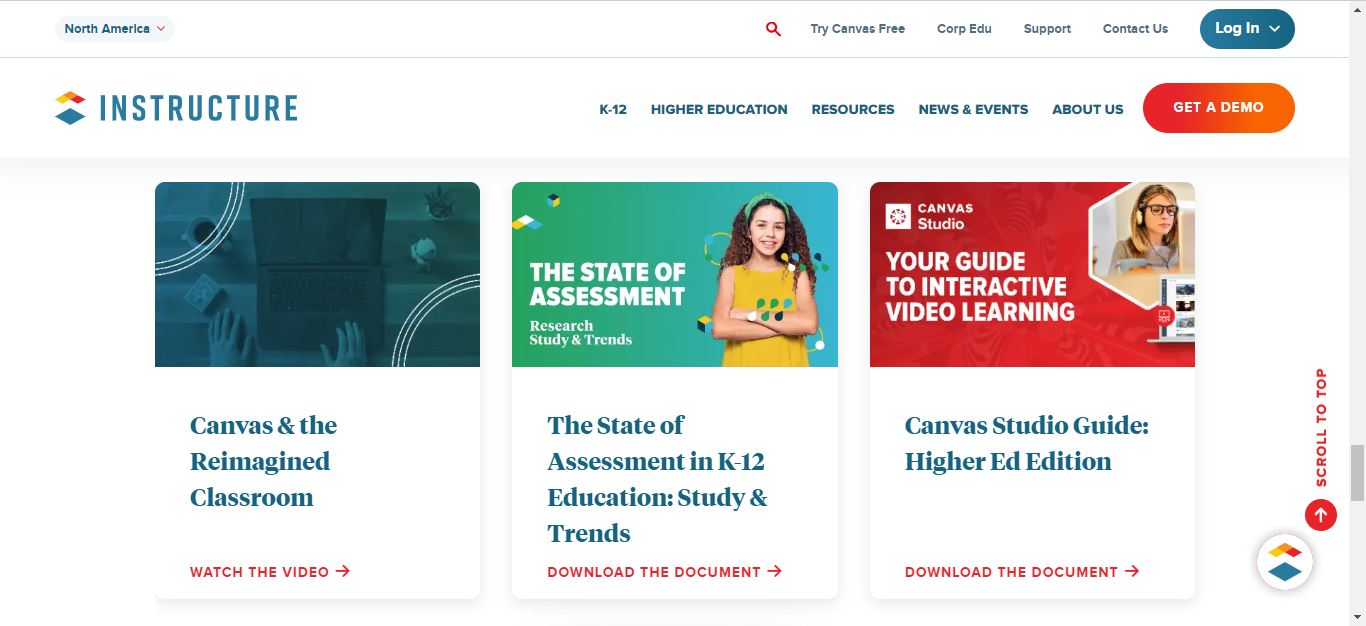 North America
Try Canvas Free
Corp Edu
Support
Contact Us
Log In
INSTRUCTURE
K-12
HIGHER EDUCATION
RESOURCES
NEWS & EVENTS
ABOUT US
GET A DEMO
THE STATE OF
ASSESSMENT
Research
Study & Trends
CANVAS
Studio
YOUR GUIDE
TO INTERACTIVE
VIDEO LEARNING
Canvas & the
Reimagined
Classroom
WATCH THE VIDEO
The State of
Assessment in K-12
Education: Study &
Trends
DOWNLOAD THE DOCUMENT
Canvas Studio Guide:
Higher Ed Edition
DOWNLOAD THE DOCUMENT
SCROLL TO TOP